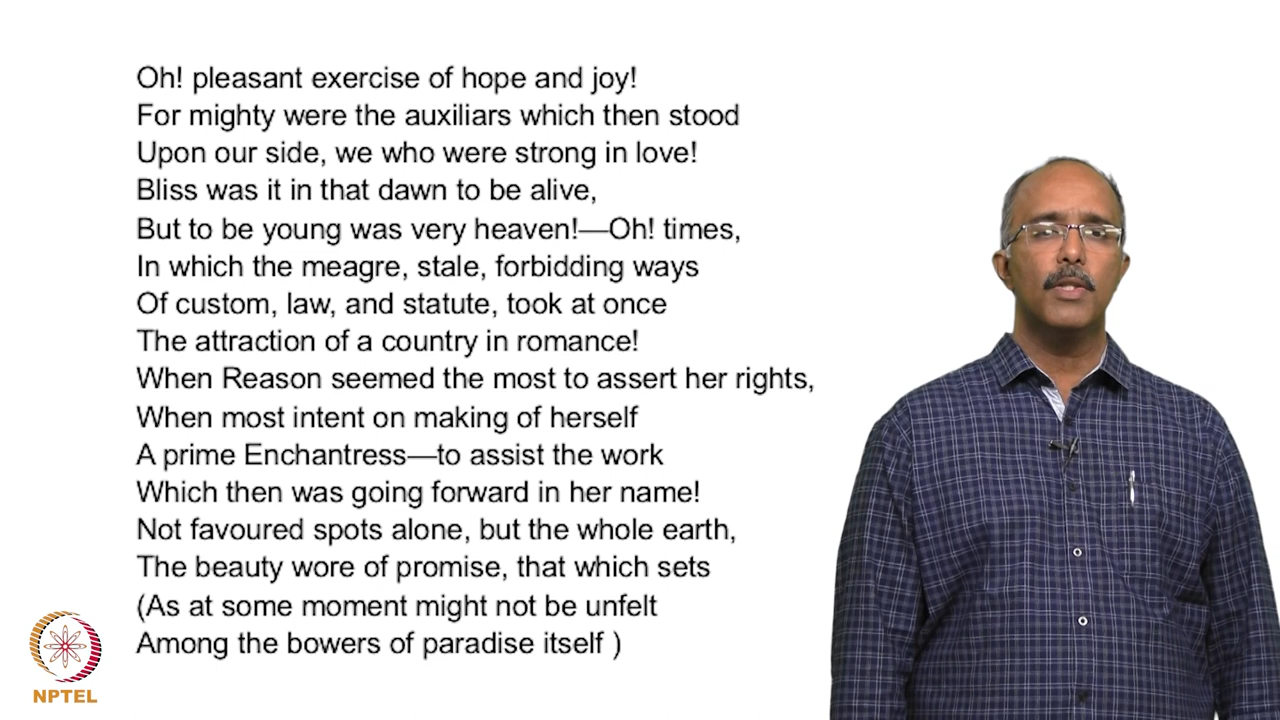 Oh! pleasant exercise of hope and joy!
For mighty were the auxiliars which then stood
Upon our side, we who were strong in love!
Bliss was it in that dawn to be alive,
But to be young was very heaven!—Oh! times,
In which the meagre, stale, forbidding ways
Of custom, law, and statute, took at once
The attraction of a country in romance!
When Reason seemed the most to assert her rights,
When most intent on making of herself
A prime Enchantress—to assist the work
Which then was going forward in her name!
Not favoured spots alone, but the whole earth,
The beauty wore of promise, that which sets
(As at some moment might not be unfelt
Among the bowers of paradise itself )
NPTEL